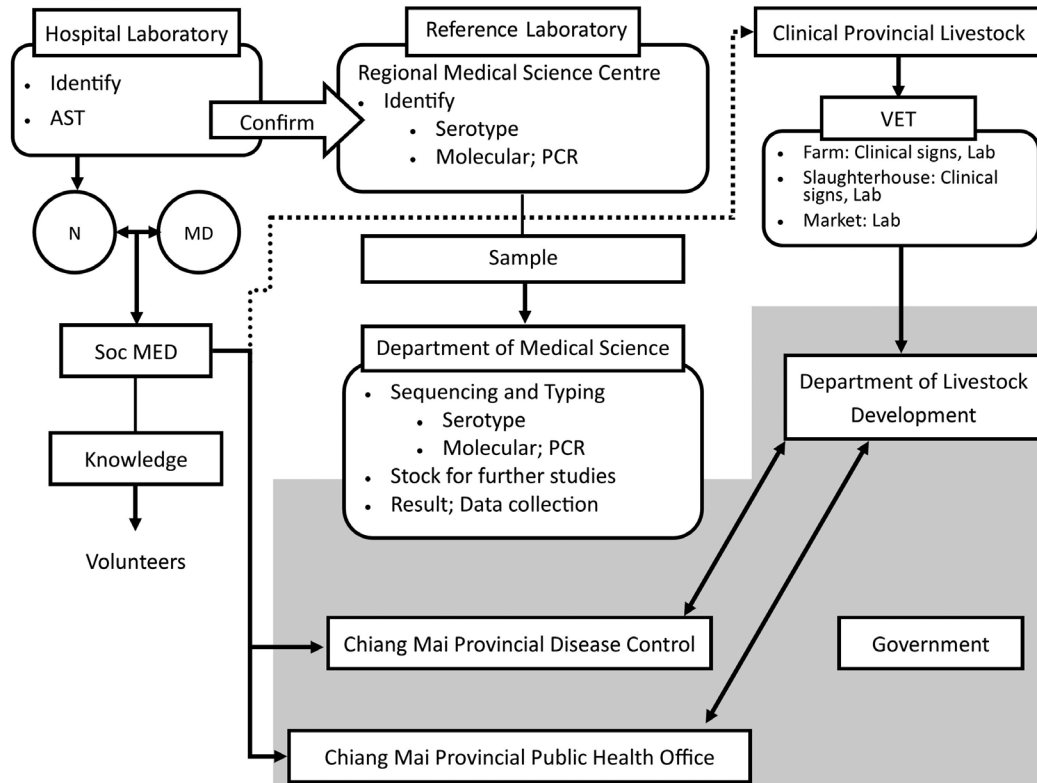 Hospital Laboratory
• Identify
• AST
Confirm
Reference Laboratory
Regional Medical Science Centre
• Identify
• Serotype
• Molecular; PCR
Clinical Provincial Livestock
VET
• Farm: Clinical signs, Lab
• Slaughterhouse: Clinical
signs, Lab
• Market: Lab
N
MD
Sample
Soc MED
Department of Medical Science
• Sequencing and Typing
• Serotype
• Molecular; PCR
• Stock for further studies
• Result; Data collection
Department of Livestock
Development
Knowledge
Volunteers
Chiang Mai Provincial Disease Control
Government
Chiang Mai Provincial Public Health Office